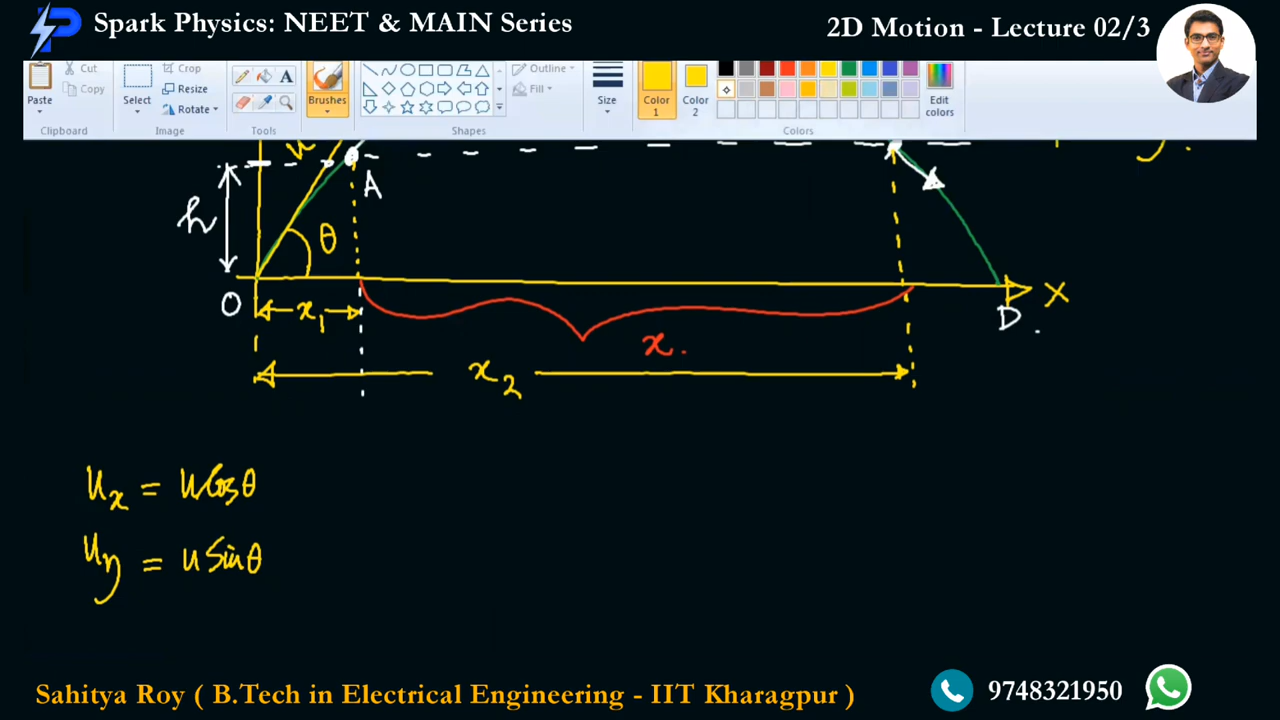 Spark Physics: NEET & MAIN Series
2D Motion - Lecture 02/3
Cut
Copy
Paste
Clipboard
Crop
Resize
Rotate
Select
Image
Tools
Brushes
Shapes
Outline
Fill
Size
Color 1
Color 2
Edit colors
Colors
u
A
y.
h
θ
O
x₁
X
D.
x.
x₂
uₓ = u Cosθ
u_y = u Sinθ
Sahitya Roy ( B.Tech in Electrical Engineering - IIT Kharagpur )
9748321950